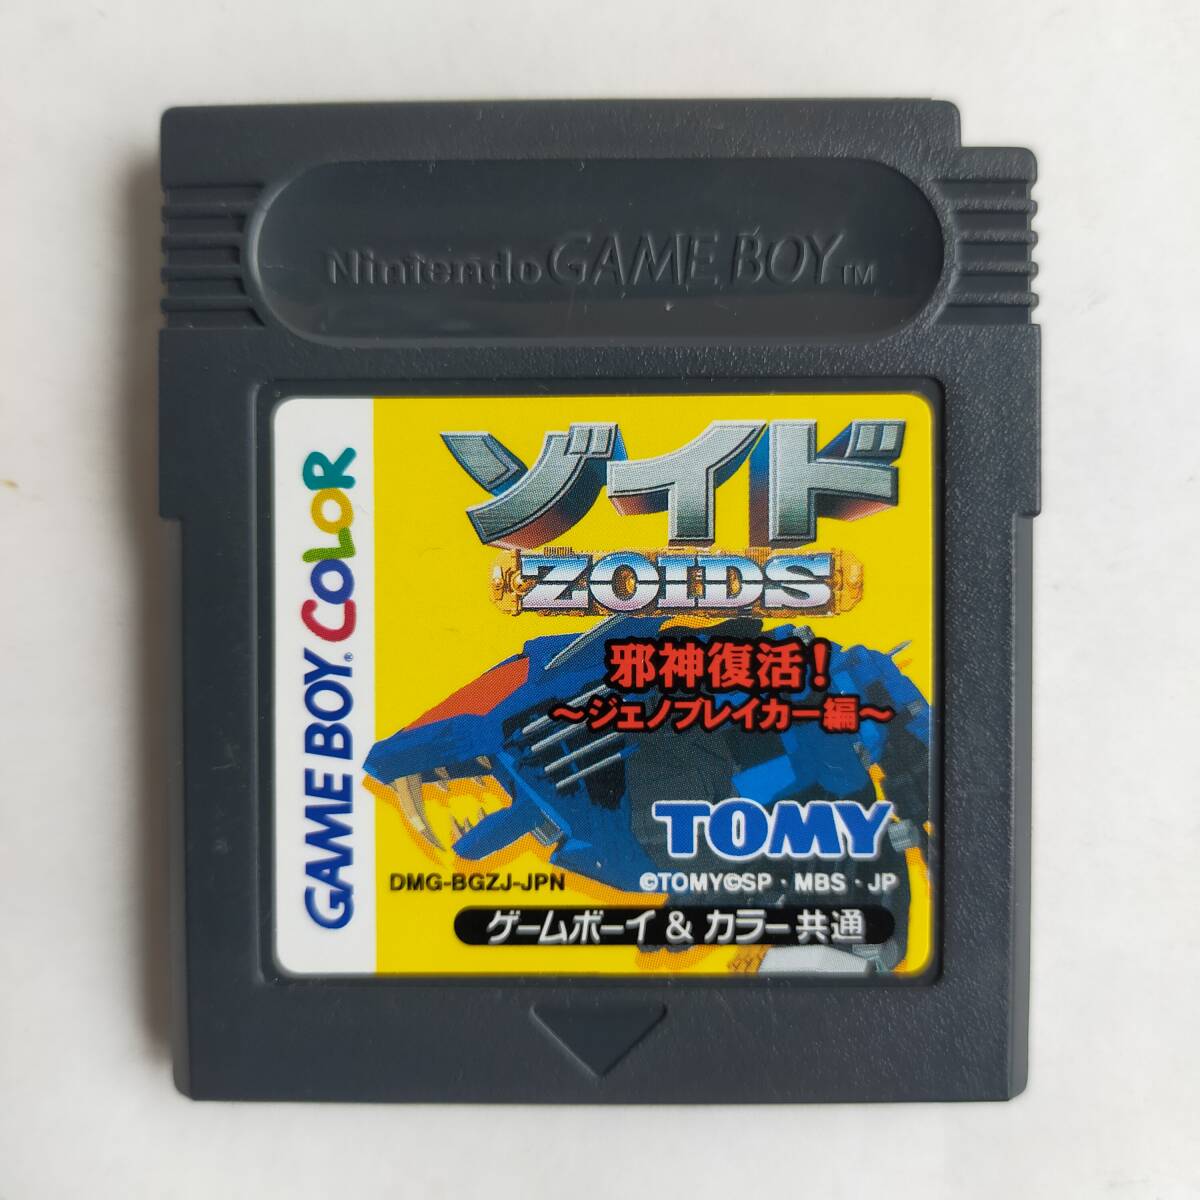 Nintendo GAME BOY TM
GAME BOY® COLOR
ゾイド
ZOIDS
邪神復活!
～ジェノブレイカー編～
TOMY
DMG-BGZJ-JPN
©TOMY©SP・MBS・JP
ゲームボーイ & カラー共通